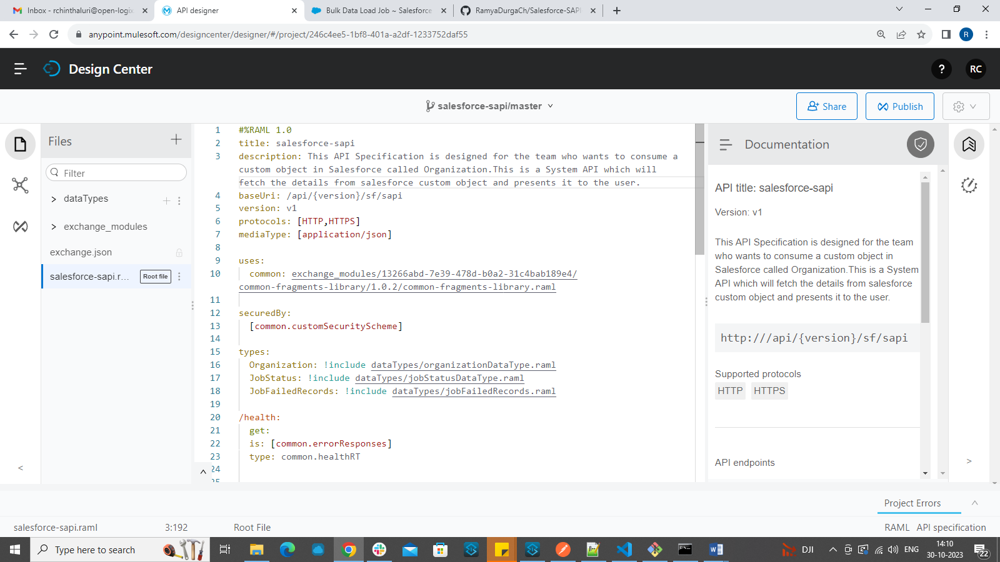 Inbox - rchinthaluri@open-logix
API designer
Bulk Data Load Job ~ Salesforce
RamyaDurgaCh/Salesforce-SAPI
anypoint.mulesoft.com/designcenter/designer/#/project/246c4ee5-1bf8-401a-a2df-1233752daf55
R
Design Center
?
RC
salesforce-sapi/master
Share
Publish
Files
Filter
dataTypes
exchange_modules
exchange.json
salesforce-sapi.r...
Root file
1 #%RAML 1.0
2 title: salesforce-sapi
3 description: This API Specification is designed for the team who wants to consume a
custom object in Salesforce called Organization.This is a System API which will
fetch the details from salesforce custom object and presents it to the user.
4 baseUri: /api/{version}/sf/sapi
5 version: v1
6 protocols: [HTTP,HTTPS]
7 mediaType: [application/json]
8
9 uses:
10 common: exchange_modules/13266abd-7e39-478d-b0a2-31c4bab189e4/
common-fragments-library/1.0.2/common-fragments-library.raml
11
12 securedBy:
13 [common.customSecurityScheme]
14
15 types:
16 Organization: !include dataTypes/organizationDataType.raml
17 JobStatus: !include dataTypes/jobStatusDataType.raml
18 JobFailedRecords: !include dataTypes/jobFailedRecords.raml
19
20 /health:
21 get:
22 is: [common.errorResponses]
23 type: common.healthRT
24
25
Documentation
API title: salesforce-sapi
Version: v1
This API Specification is designed for the team
who wants to consume a custom object in
Salesforce called Organization.This is a System
API which will fetch the details from salesforce
custom object and presents it to the user.
http:///api/{version}/sf/sapi
Supported protocols
HTTP HTTPS
API endpoints
Project Errors
salesforce-sapi.raml
3:192
Root File
RAML
API specification
Type here to search
DJI
ENG
14:10
30-10-2023
22